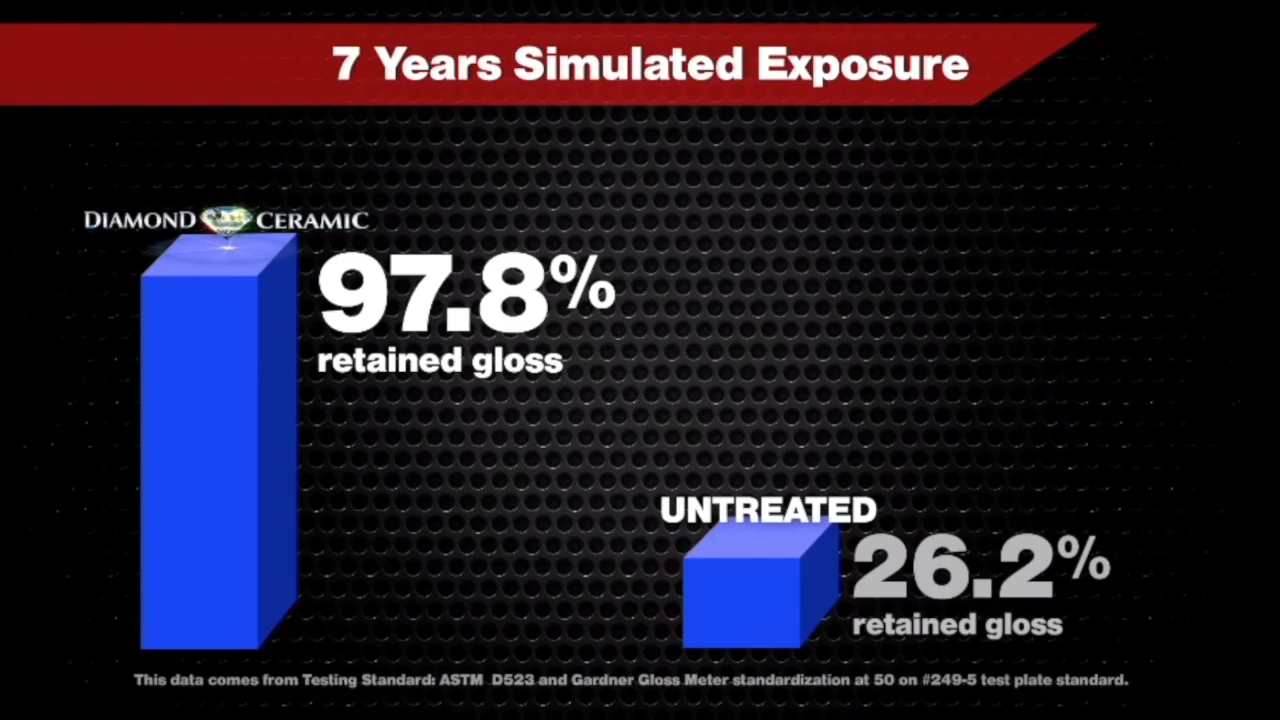 7 Years Simulated Exposure
DIAMOND CERAMIC
97.8%
retained gloss
UNTREATED
26.2%
retained gloss
This data comes from Testing Standard: ASTM D523 and Gardner Gloss Meter standardization at 50 on #249-5 test plate standard.